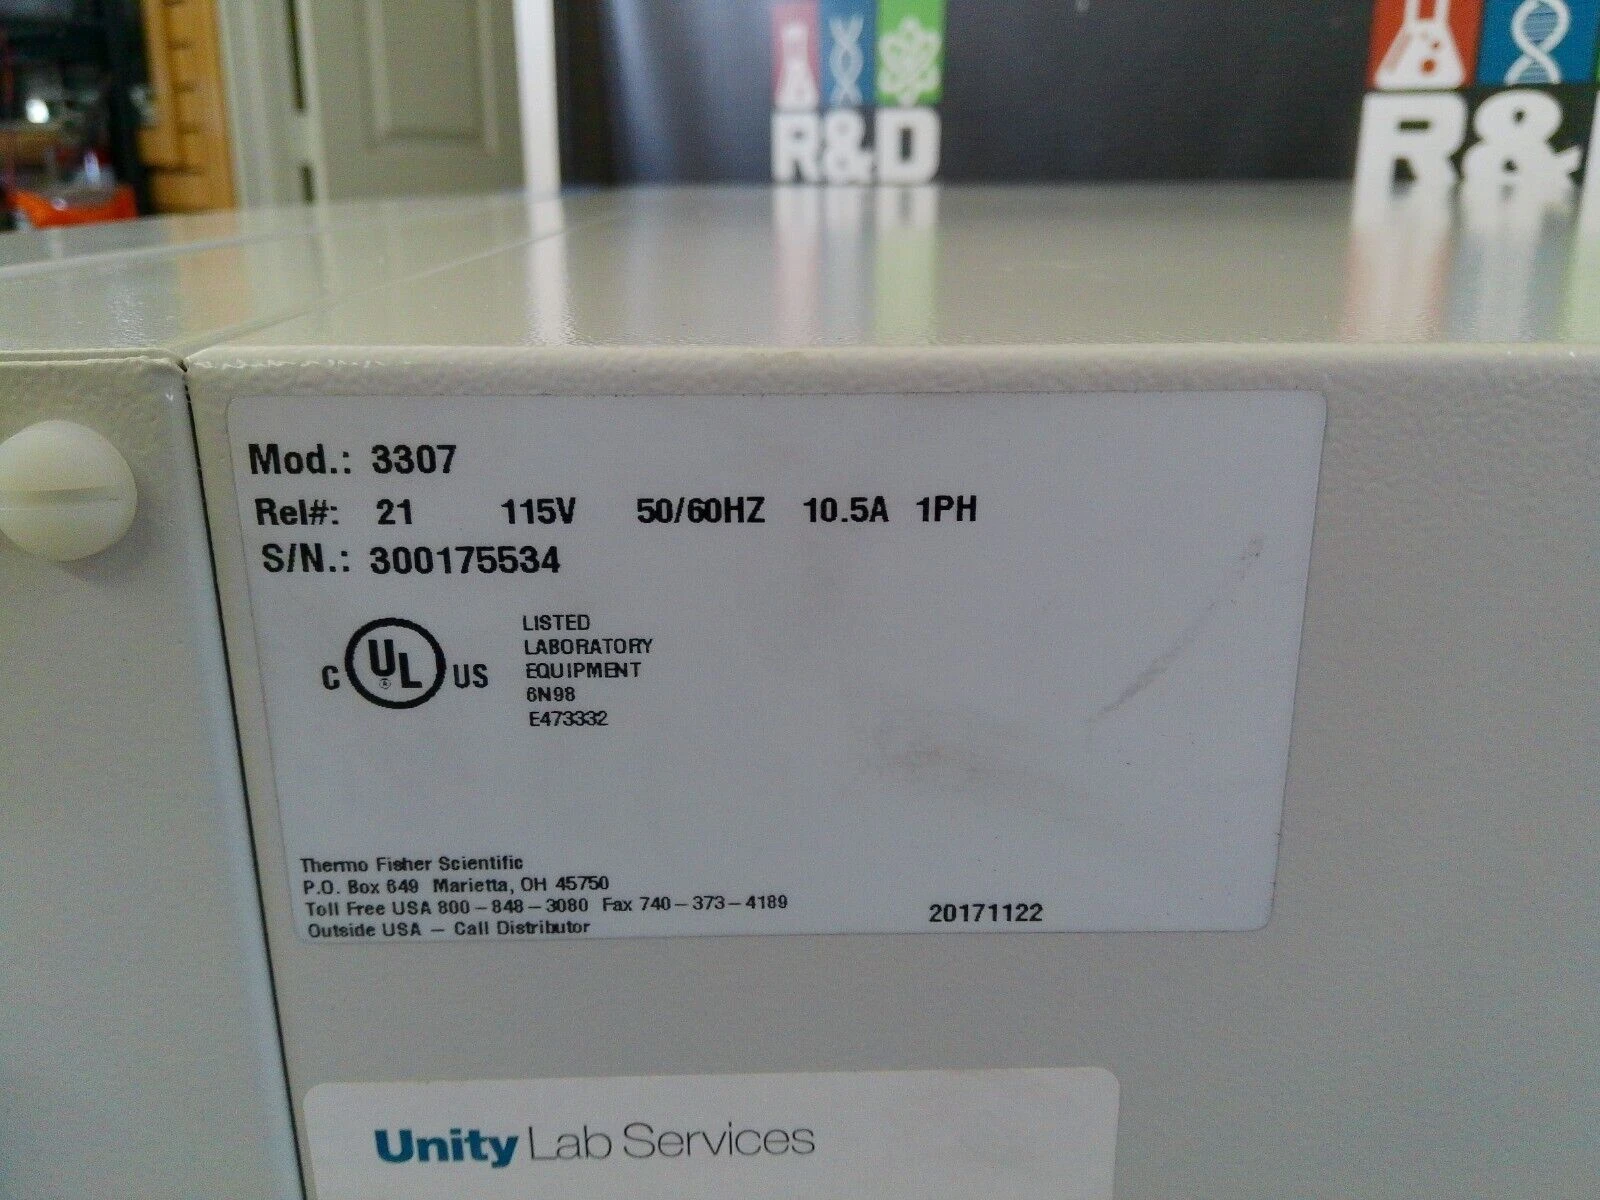 R&D
R&
Mod.: 3307
Rel#: 21 115V 50/60HZ 10.5A 1PH
S/N.: 300175534
C UL US
LISTED
LABORATORY
EQUIPMENT
6N98
E473332
Thermo Fisher Scientific
P.O. Box 649 Marietta, OH 45750
Toll Free USA 800-848-3080 Fax 740-373-4189
Outside USA - Call Distributor
20171122
Unity Lab Services